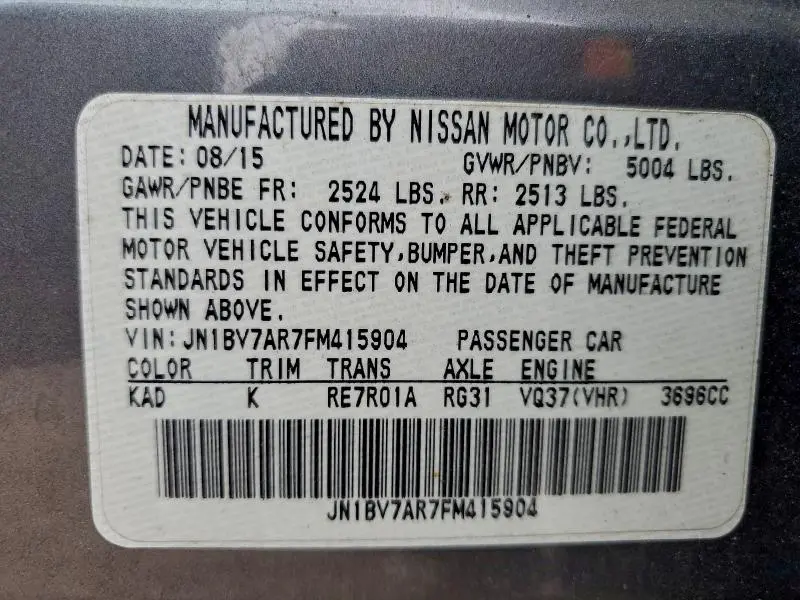 MANUFACTURED BY NISSAN MOTOR CO.,LTD.
DATE: 08/15 GVWR/PNBV: 5004 LBS.
GAWR/PNBE FR: 2524 LBS. RR: 2513 LBS.
THIS VEHICLE CONFORMS TO ALL APPLICABLE FEDERAL
MOTOR VEHICLE SAFETY,BUMPER,AND THEFT PREVENTION
STANDARDS IN EFFECT ON THE DATE OF MANUFACTURE
SHOWN ABOVE.
VIN:JN1BV7AR7FM415904 PASSENGER CAR
COLOR TRIM TRANS AXLE ENGINE
KAD K RE7R01A RG31 VQ37(VHR) 3696CC
JN1BV7AR7FM415904